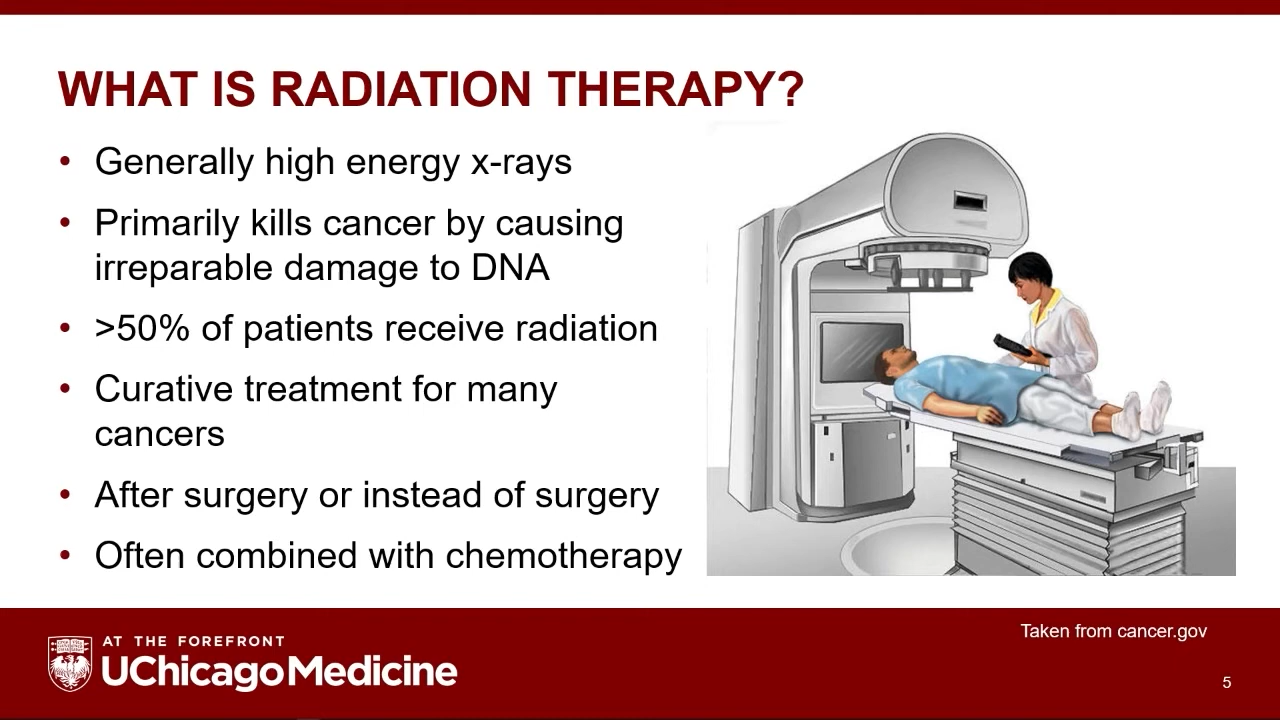 WHAT IS RADIATION THERAPY?
• Generally high energy x-rays
• Primarily kills cancer by causing
irreparable damage to DNA
• >50% of patients receive radiation
• Curative treatment for many
cancers
• After surgery or instead of surgery
• Often combined with chemotherapy
Taken from cancer.gov
AT THE FOREFRONT
UChicago Medicine
5